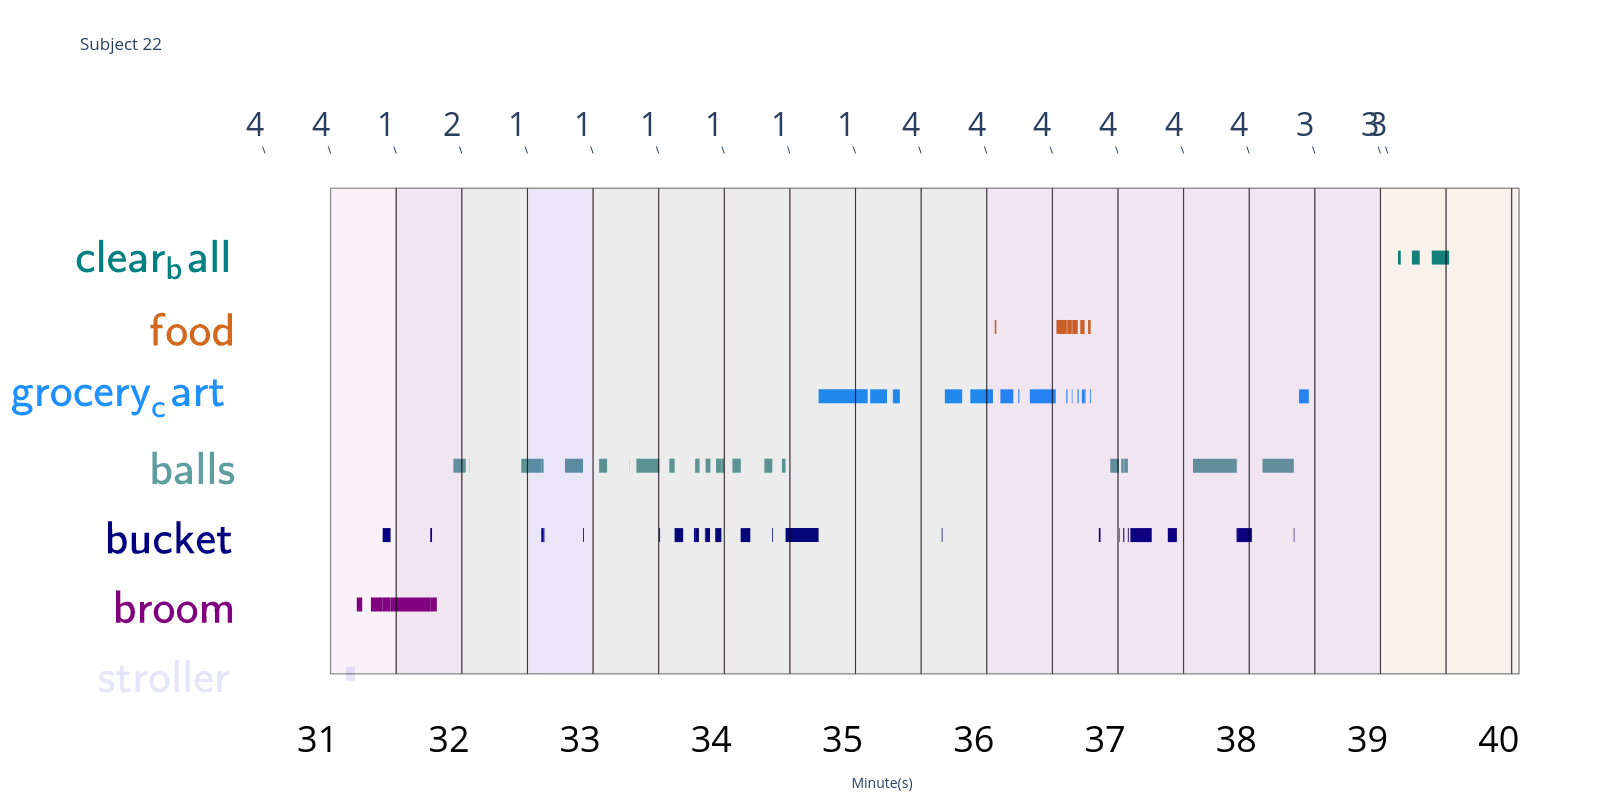 Subject 22
4 4 1 2 1 1 1 1 1 1 4 4 4 4 4 4 3 3 3
clear_ball
food
grocery_cart
balls
bucket
broom
stroller
31 32 33 34 35 36 37 38 39 40
Minute(s)